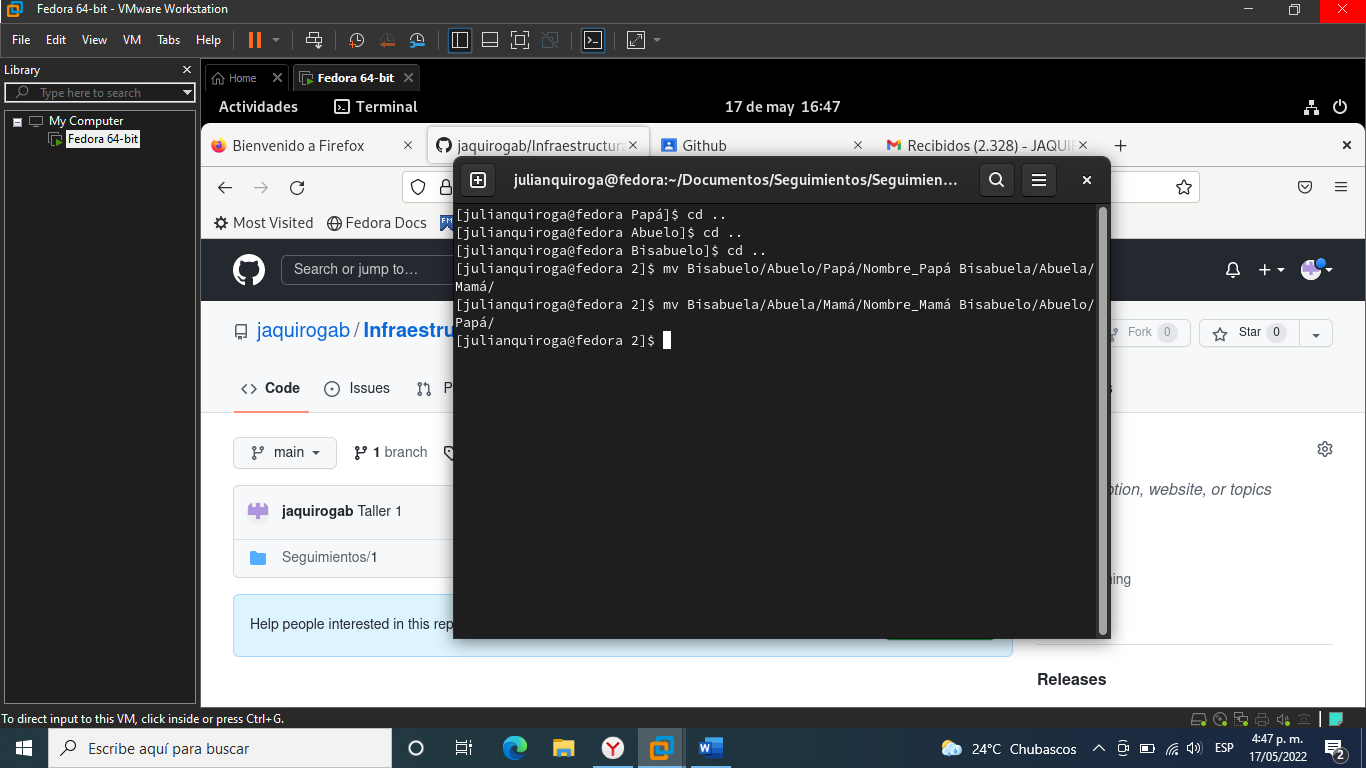 Fedora 64-bit - VMware Workstation
File Edit View VM Tabs Help
Library
Type here to search
My Computer
Fedora 64-bit
Home
Fedora 64-bit
Actividades
Terminal
17 de may 16:47
Bienvenido a Firefox
jaquirogab/Infraestructura
Github
Recibidos (2.328) - JAQUI
julianquiroga@fedora:~/Documentos/Seguimientos/Seguimien...
Most Visited
Fedora Docs
[julianquiroga@fedora Papá]$ cd ..
[julianquiroga@fedora Abuelo]$ cd ..
[julianquiroga@fedora Bisabuelo]$ cd ..
[julianquiroga@fedora 2]$ mv Bisabuelo/Abuelo/Papá/Nombre_Papá Bisabuela/Abuela/
Mamá/
[julianquiroga@fedora 2]$ mv Bisabuela/Abuela/Mamá/Nombre_Mamá Bisabuelo/Abuelo/
Papá/
[julianquiroga@fedora 2]$
Search or jump to…
jaquirogab / Infraestru
Fork 0
Star 0
Code
Issues
P
main
1 branch
ption, website, or topics
jaquirogab Taller 1
Seguimientos/1
ning
Help people interested in this rep
Releases
To direct input to this VM, click inside or press Ctrl+G.
Escribe aquí para buscar
24°C Chubascos
ESP
4:47 p. m.
17/05/2022
2